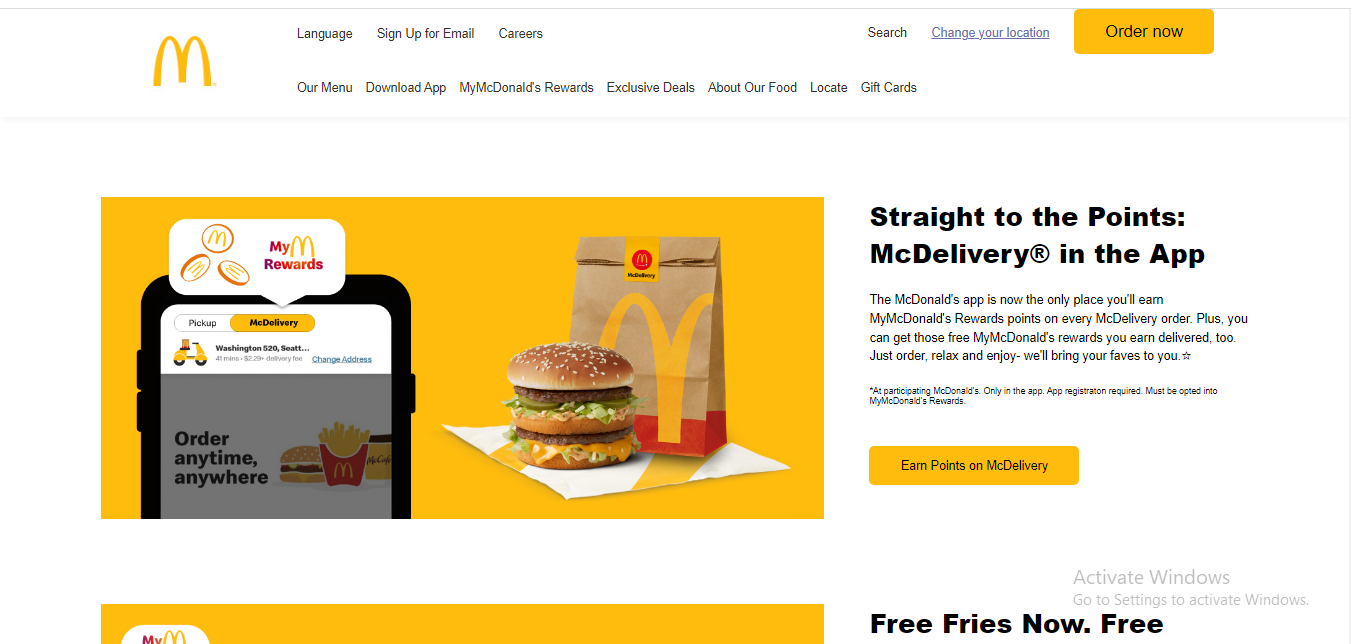 Language Sign Up for Email Careers
Search Change your location Order now
Our Menu Download App MyMcDonald's Rewards Exclusive Deals About Our Food Locate Gift Cards
My
Rewards
Pickup McDelivery
Washington 520, Seatt...
41 mins • $2.29+ delivery fee Change Address
Order
anytime,
anywhere
McCafé
McDelivery
Straight to the Points:
McDelivery® in the App
The McDonald's app is now the only place you'll earn
MyMcDonald's Rewards points on every McDelivery order. Plus, you
can get those free MyMcDonald's rewards you earn delivered, too.
Just order, relax and enjoy- we'll bring your faves to you.☆
*At participating McDonald's. Only in the app. App registraton required. Must be opted into
MyMcDonald's Rewards.
Earn Points on McDelivery
Activate Windows
Go to Settings to activate Windows.
My
Free Fries Now. Free